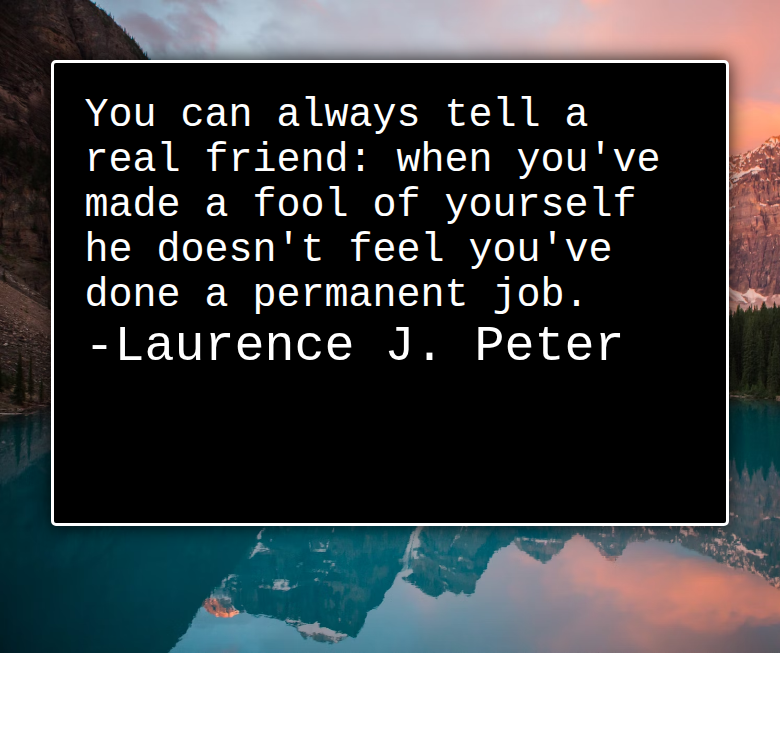 You can always tell a
real friend: when you've
made a fool of yourself
he doesn't feel you've
done a permanent job.
-Laurence J. Peter